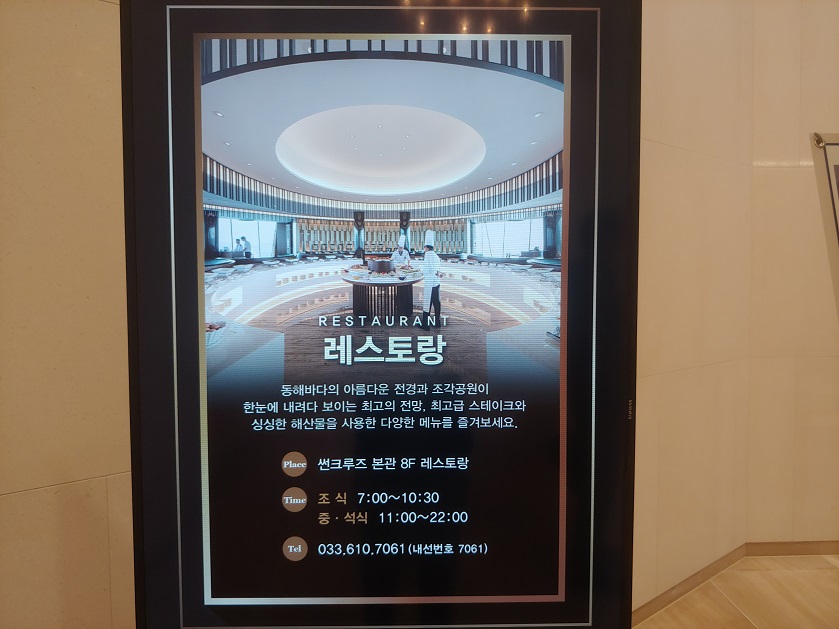 RESTAURANT
레스토랑
동해바다의 아름다운 전경과 조각공원이
한눈에 내려다 보이는 최고의 전망, 최고급 스테이크와
싱싱한 해산물을 사용한 다양한 메뉴를 즐겨보세요.
Place 썬크루즈 본관 8F 레스토랑
Time 조 식 7:00~10:30
중 · 석식 11:00~22:00
Tel 033.610.7061 (내선번호 7061)